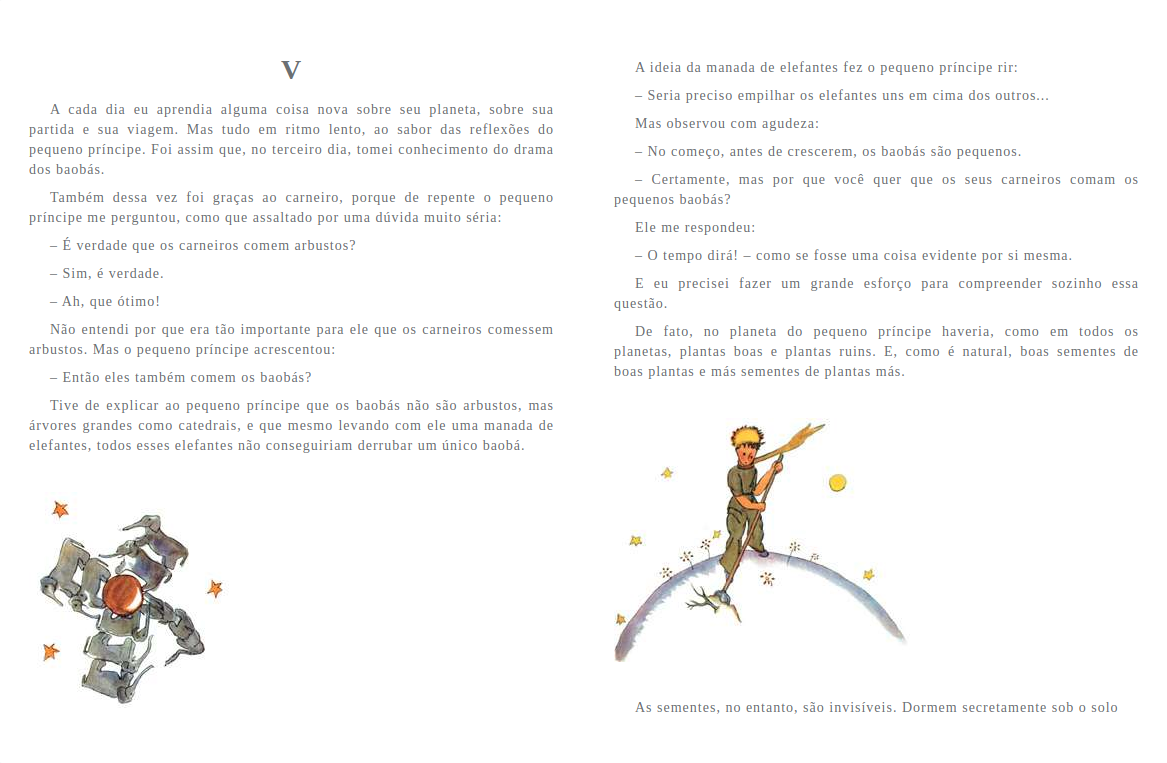 V
A cada dia eu aprendia alguma coisa nova sobre seu planeta, sobre sua
partida e sua viagem. Mas tudo em ritmo lento, ao sabor das reflexões do
pequeno príncipe. Foi assim que, no terceiro dia, tomei conhecimento do drama
dos baobás.
Também dessa vez foi graças ao carneiro, porque de repente o pequeno
príncipe me perguntou, como que assaltado por uma dúvida muito séria:
– É verdade que os carneiros comem arbustos?
– Sim, é verdade.
– Ah, que ótimo!
Não entendi por que era tão importante para ele que os carneiros comessem
arbustos. Mas o pequeno príncipe acrescentou:
– Então eles também comem os baobás?
Tive de explicar ao pequeno príncipe que os baobás não são arbustos, mas
árvores grandes como catedrais, e que mesmo levando com ele uma manada de
elefantes, todos esses elefantes não conseguiriam derrubar um único baobá.
A ideia da manada de elefantes fez o pequeno príncipe rir:
– Seria preciso empilhar os elefantes uns em cima dos outros...
Mas observou com agudeza:
– No começo, antes de crescerem, os baobás são pequenos.
– Certamente, mas por que você quer que os seus carneiros comam os
pequenos baobás?
Ele me respondeu:
– O tempo dirá! – como se fosse uma coisa evidente por si mesma.
E eu precisei fazer um grande esforço para compreender sozinho essa
questão.
De fato, no planeta do pequeno príncipe haveria, como em todos os
planetas, plantas boas e plantas ruins. E, como é natural, boas sementes de
boas plantas e más sementes de plantas más.
As sementes, no entanto, são invisíveis. Dormem secretamente sob o solo